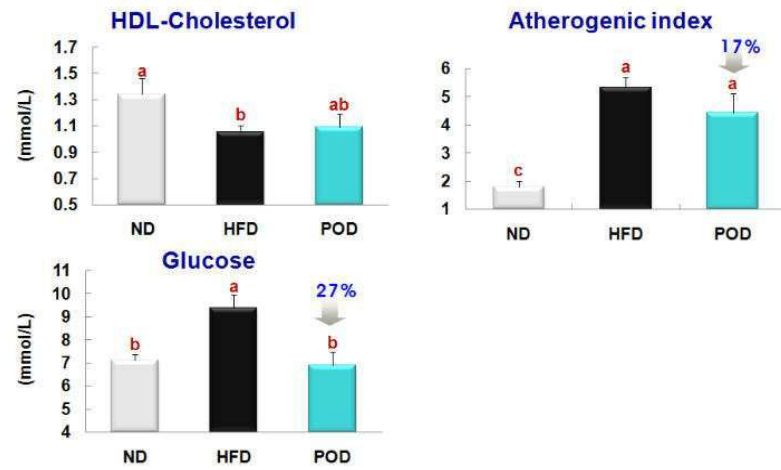 HDL-Cholesterol
1.7
1.5
1.3
1.1
0.9
0.7
0.5
(mmol/L)
a
b
ab
ND HFD POD
Atherogenic index
17%
6
5
4
3
2
1
c
a
a
ND HFD POD
Glucose
27%
11
10
9
8
7
6
5
4
(mmol/L)
b
a
b
ND HFD POD